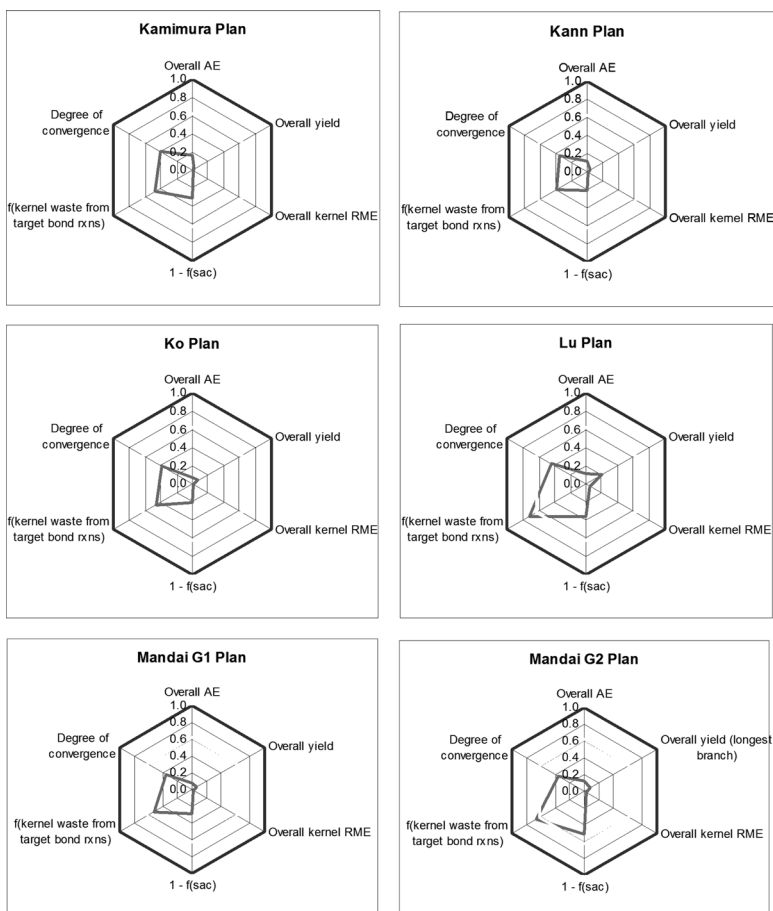 Kamimura Plan
Overall AE
1.0
0.8
0.6
0.4
0.2
0.0
Overall yield
Overall kernel RME
1 - f(sac)
f(kernel waste from
target bond rxns)
Degree of
convergence
Kann Plan
Overall AE
1.0
0.8
0.6
0.4
0.2
0.0
Overall yield
Overall kernel RME
1 - f(sac)
f(kernel waste from
target bond rxns)
Degree of
convergence
Ko Plan
Overall AE
1.0
0.8
0.6
0.4
0.2
0.0
Overall yield
Overall kernel RME
1 - f(sac)
f(kernel waste from
target bond rxns)
Degree of
convergence
Lu Plan
Overall AE
1.0
0.8
0.6
0.4
0.2
0.0
Overall yield
Overall kernel RME
1 - f(sac)
f(kernel waste from
target bond rxns)
Degree of
convergence
Mandai G1 Plan
Overall AE
1.0
0.8
0.6
0.4
0.2
0.0
Overall yield
Overall kernel RME
1 - f(sac)
f(kernel waste from
target bond rxns)
Degree of
convergence
Mandai G2 Plan
Overall AE
1.0
0.8
0.6
0.4
0.2
0.0
Overall yield (longest
branch)
Overall kernel RME
1 - f(sac)
f(kernel waste from
target bond rxns)
Degree of
convergence